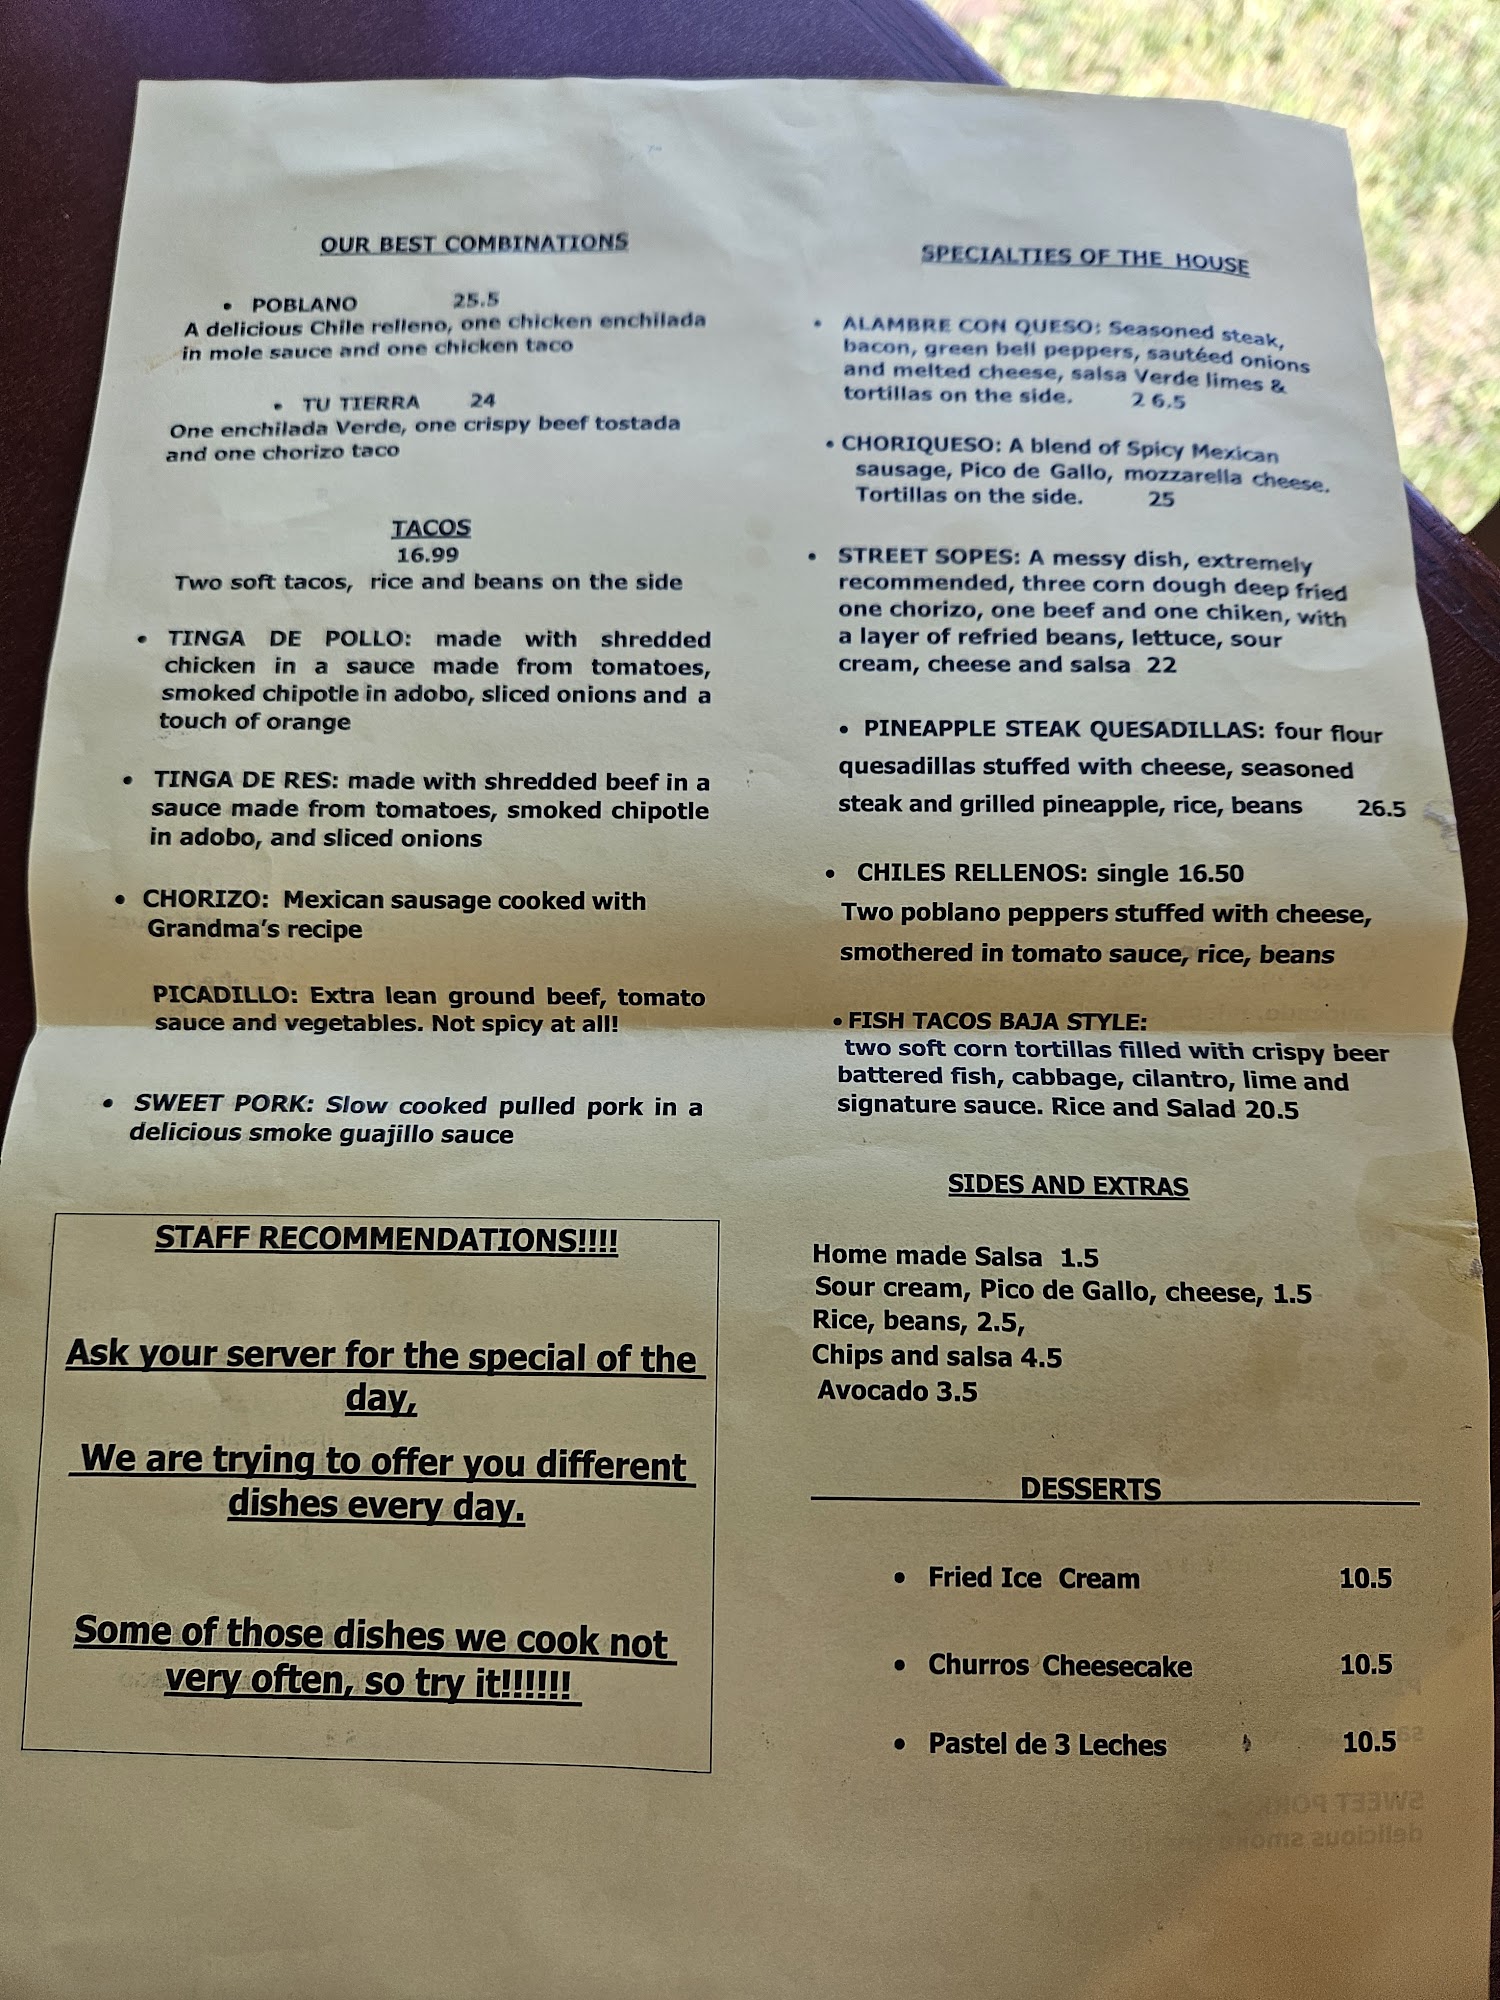 OUR BEST COMBINATIONS
• POBLANO 25.5
A delicious Chile relleno, one chicken enchilada
in mole sauce and one chicken taco
• TU TIERRA 24
One enchilada Verde, one crispy beef tostada
and one chorizo taco
TACOS
16.99
Two soft tacos, rice and beans on the side
• TINGA DE POLLO: made with shredded
chicken in a sauce made from tomatoes,
smoked chipotle in adobo, sliced onions and a
touch of orange
• TINGA DE RES: made with shredded beef in a
sauce made from tomatoes, smoked chipotle
in adobo, and sliced onions
• CHORIZO: Mexican sausage cooked with
Grandma's recipe
PICADILLO: Extra lean ground beef, tomato
sauce and vegetables. Not spicy at all!
• SWEET PORK: Slow cooked pulled pork in a
delicious smoke guajillo sauce
STAFF RECOMMENDATIONS!!!!
Ask your server for the special of the
day,
We are trying to offer you different
dishes every day.
Some of those dishes we cook not
very often, so try it!!!!!!
SPECIALTIES OF THE HOUSE
• ALAMBRE CON QUESO: Seasoned steak,
bacon, green bell peppers, sautéed onions
and melted cheese, salsa Verde limes &
tortillas on the side. 2 6.5
• CHORIQUESO: A blend of Spicy Mexican
sausage, Pico de Gallo, mozzarella cheese.
Tortillas on the side. 25
• STREET SOPES: A messy dish, extremely
recommended, three corn dough deep fried
one chorizo, one beef and one chiken, with
a layer of refried beans, lettuce, sour
cream, cheese and salsa 22
• PINEAPPLE STEAK QUESADILLAS: four flour
quesadillas stuffed with cheese, seasoned
steak and grilled pineapple, rice, beans 26.5
• CHILES RELLENOS: single 16.50
Two poblano peppers stuffed with cheese,
smothered in tomato sauce, rice, beans
• FISH TACOS BAJA STYLE:
two soft corn tortillas filled with crispy beer
battered fish, cabbage, cilantro, lime and
signature sauce. Rice and Salad 20.5
SIDES AND EXTRAS
Home made Salsa 1.5
Sour cream, Pico de Gallo, cheese, 1.5
Rice, beans, 2.5,
Chips and salsa 4.5
Avocado 3.5
DESSERTS
• Fried Ice Cream 10.5
• Churros Cheesecake 10.5
• Pastel de 3 Leches 10.5